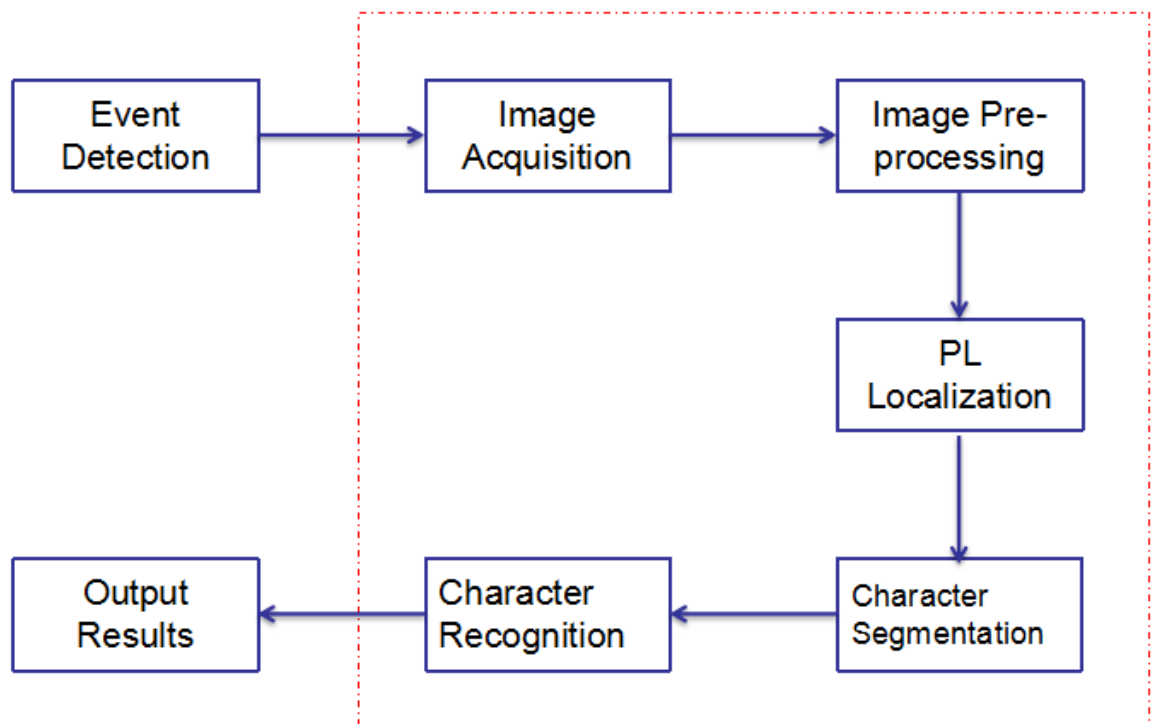 Event
Detection
Image
Acquisition
Image Pre-
processing
PL
Localization
Character
Segmentation
Character
Recognition
Output
Results